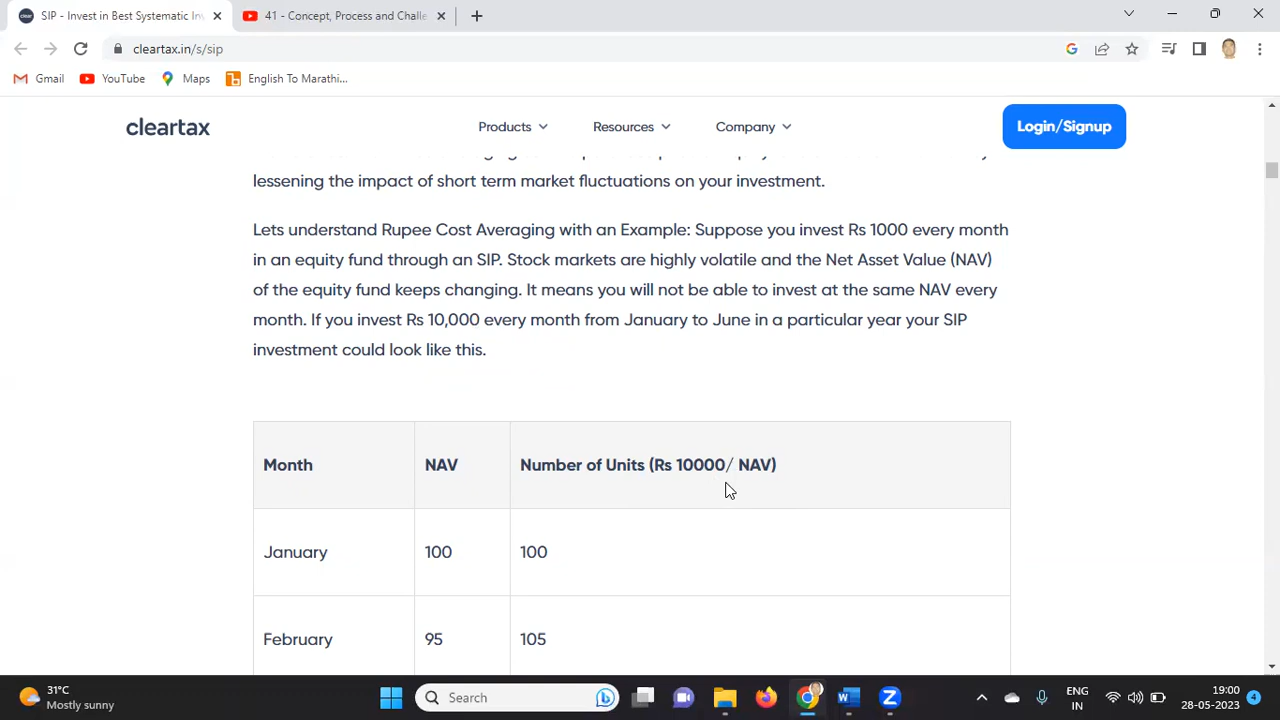 SIP - Invest in Best Systematic Inv
41 - Concept, Process and Challe
cleartax.in/s/sip
Gmail
YouTube
Maps
English To Marathi...
cleartax
Products
Resources
Company
Login/Signup
lessening the impact of short term market fluctuations on your investment.
Lets understand Rupee Cost Averaging with an Example: Suppose you invest Rs 1000 every month
in an equity fund through an SIP. Stock markets are highly volatile and the Net Asset Value (NAV)
of the equity fund keeps changing. It means you will not be able to invest at the same NAV every
month. If you invest Rs 10,000 every month from January to June in a particular year your SIP
investment could look like this.
Month NAV Number of Units (Rs 10000/ NAV)
January 100 100
February 95 105
31°C
Mostly sunny
Search
ENG
IN
19:00
28-05-2023
4